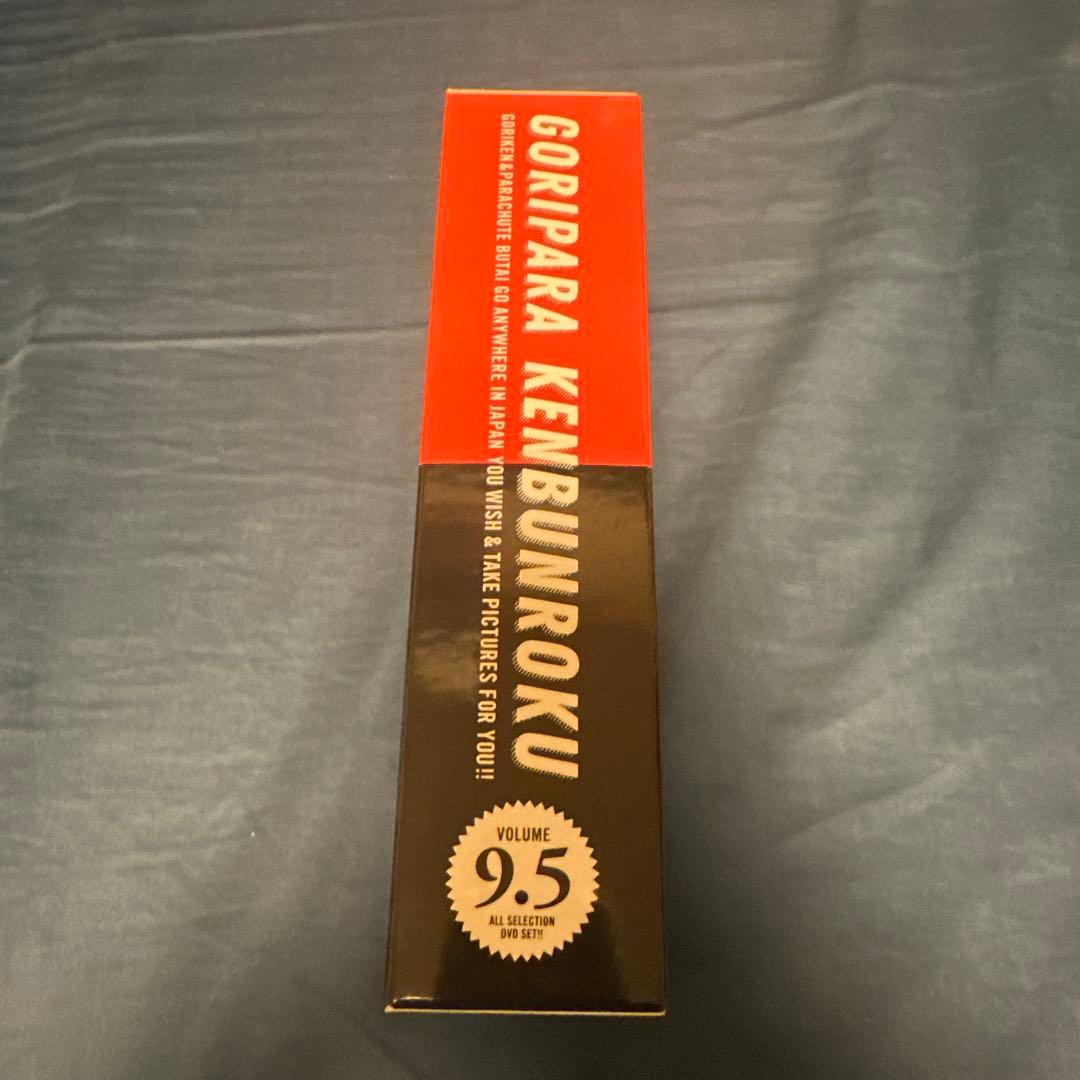 GORIPARA KENBUNROKU
GORIKEN&PARACHUTE BUTAI GO ANYWHERE IN JAPAN YOU WISH & TAKE PICTURES FOR YOU!!
VOLUME
9.5
ALL SELECTION
DVD SET!!